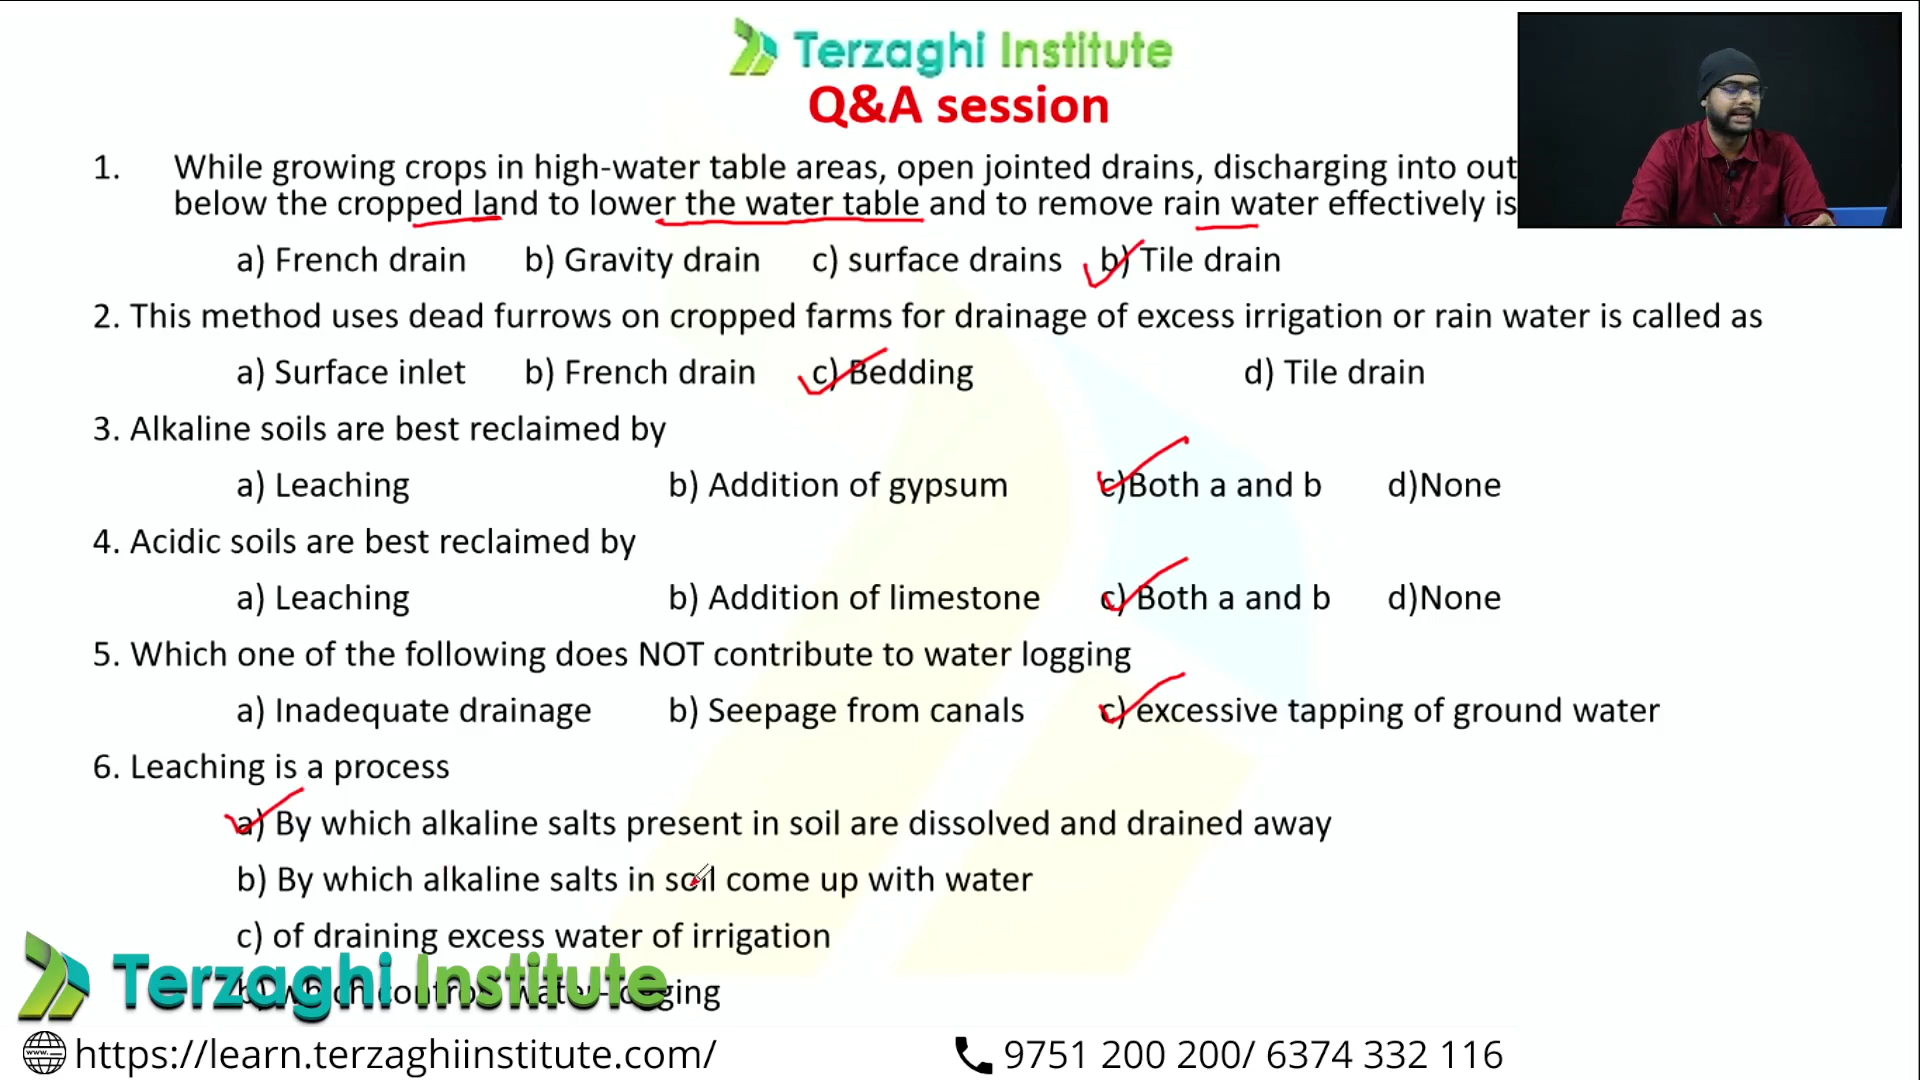 Terzaghi Institute
Q&A session
1. While growing crops in high-water table areas, open jointed drains, discharging into out
below the cropped land to lower the water table and to remove rain water effectively is
a) French drain b) Gravity drain c) surface drains b) Tile drain
2. This method uses dead furrows on cropped farms for drainage of excess irrigation or rain water is called as
a) Surface inlet b) French drain c) Bedding d) Tile drain
3. Alkaline soils are best reclaimed by
a) Leaching b) Addition of gypsum c)Both a and b d)None
4. Acidic soils are best reclaimed by
a) Leaching b) Addition of limestone c) Both a and b d)None
5. Which one of the following does NOT contribute to water logging
a) Inadequate drainage b) Seepage from canals c) excessive tapping of ground water
6. Leaching is a process
a) By which alkaline salts present in soil are dissolved and drained away
b) By which alkaline salts in soil come up with water
c) of draining excess water of irrigation
Terzaghi Institute
www.
https://learn.terzaghiinstitute.com/ 9751 200 200/ 6374 332 116